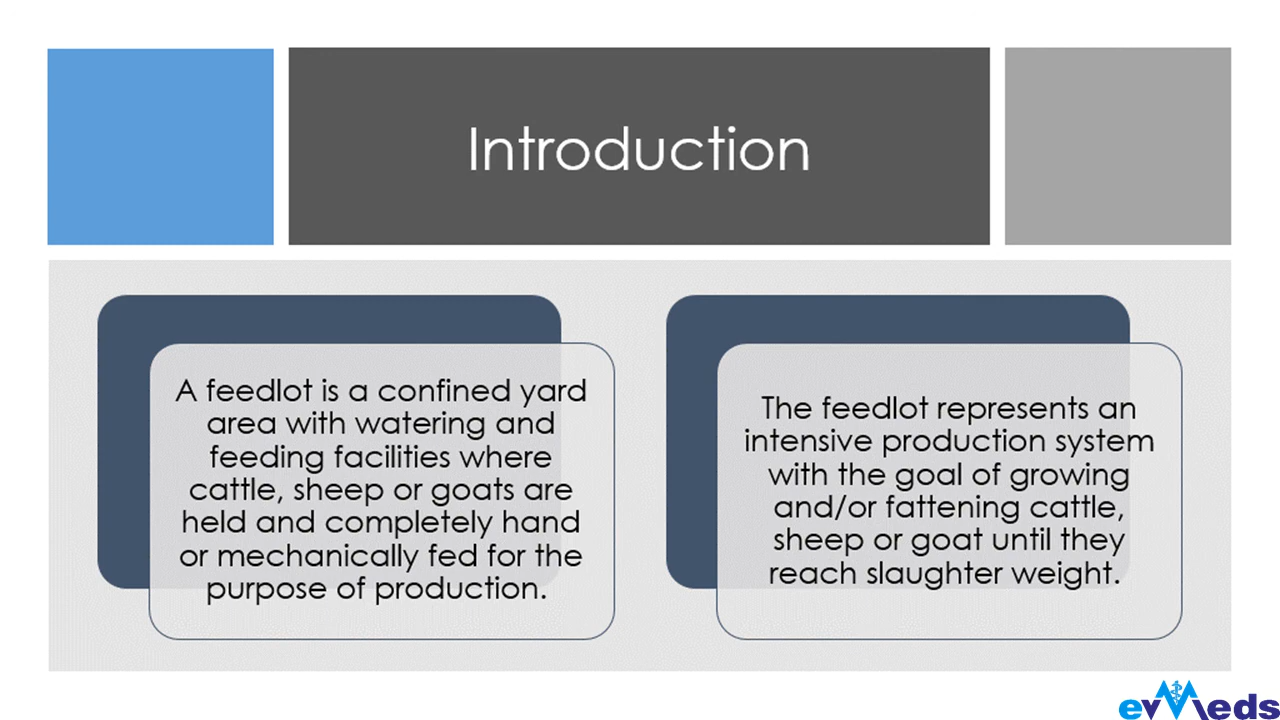 Introduction
A feedlot is a confined yard
area with watering and
feeding facilities where
cattle, sheep or goats are
held and completely hand
or mechanically fed for the
purpose of production.
The feedlot represents an
intensive production system
with the goal of growing
and/or fattening cattle,
sheep or goat until they
reach slaughter weight.
evMeds